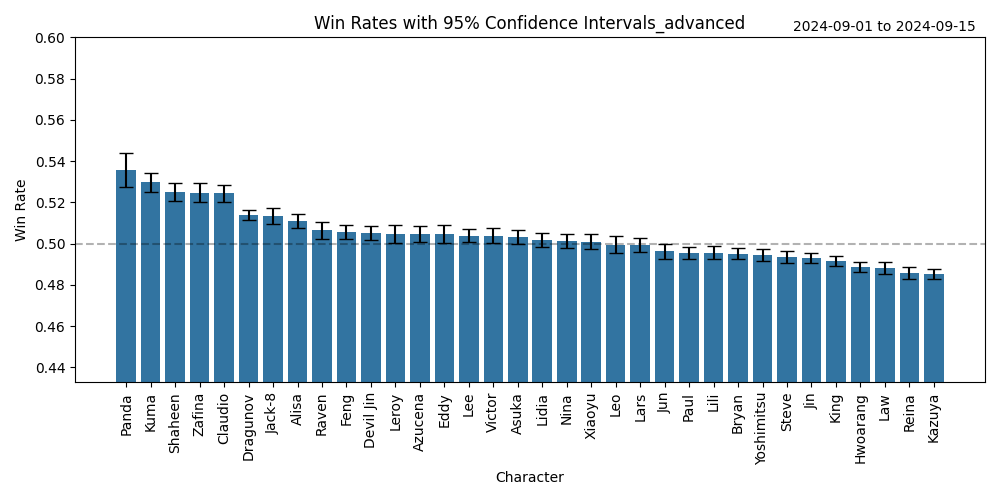 Win Rates with 95% Confidence Intervals_advanced
2024-09-01 to 2024-09-15
Win Rate
0.60
0.58
0.56
0.54
0.52
0.50
0.48
0.46
0.44
Panda
Kuma
Shaheen
Zafina
Claudio
Dragunov
Jack-8
Alisa
Raven
Feng
Devil Jin
Leroy
Azucena
Eddy
Lee
Victor
Asuka
Lidia
Nina
Xiaoyu
Leo
Lars
Jun
Paul
Lili
Bryan
Yoshimitsu
Steve
Jin
King
Hwoarang
Law
Reina
Kazuya
Character